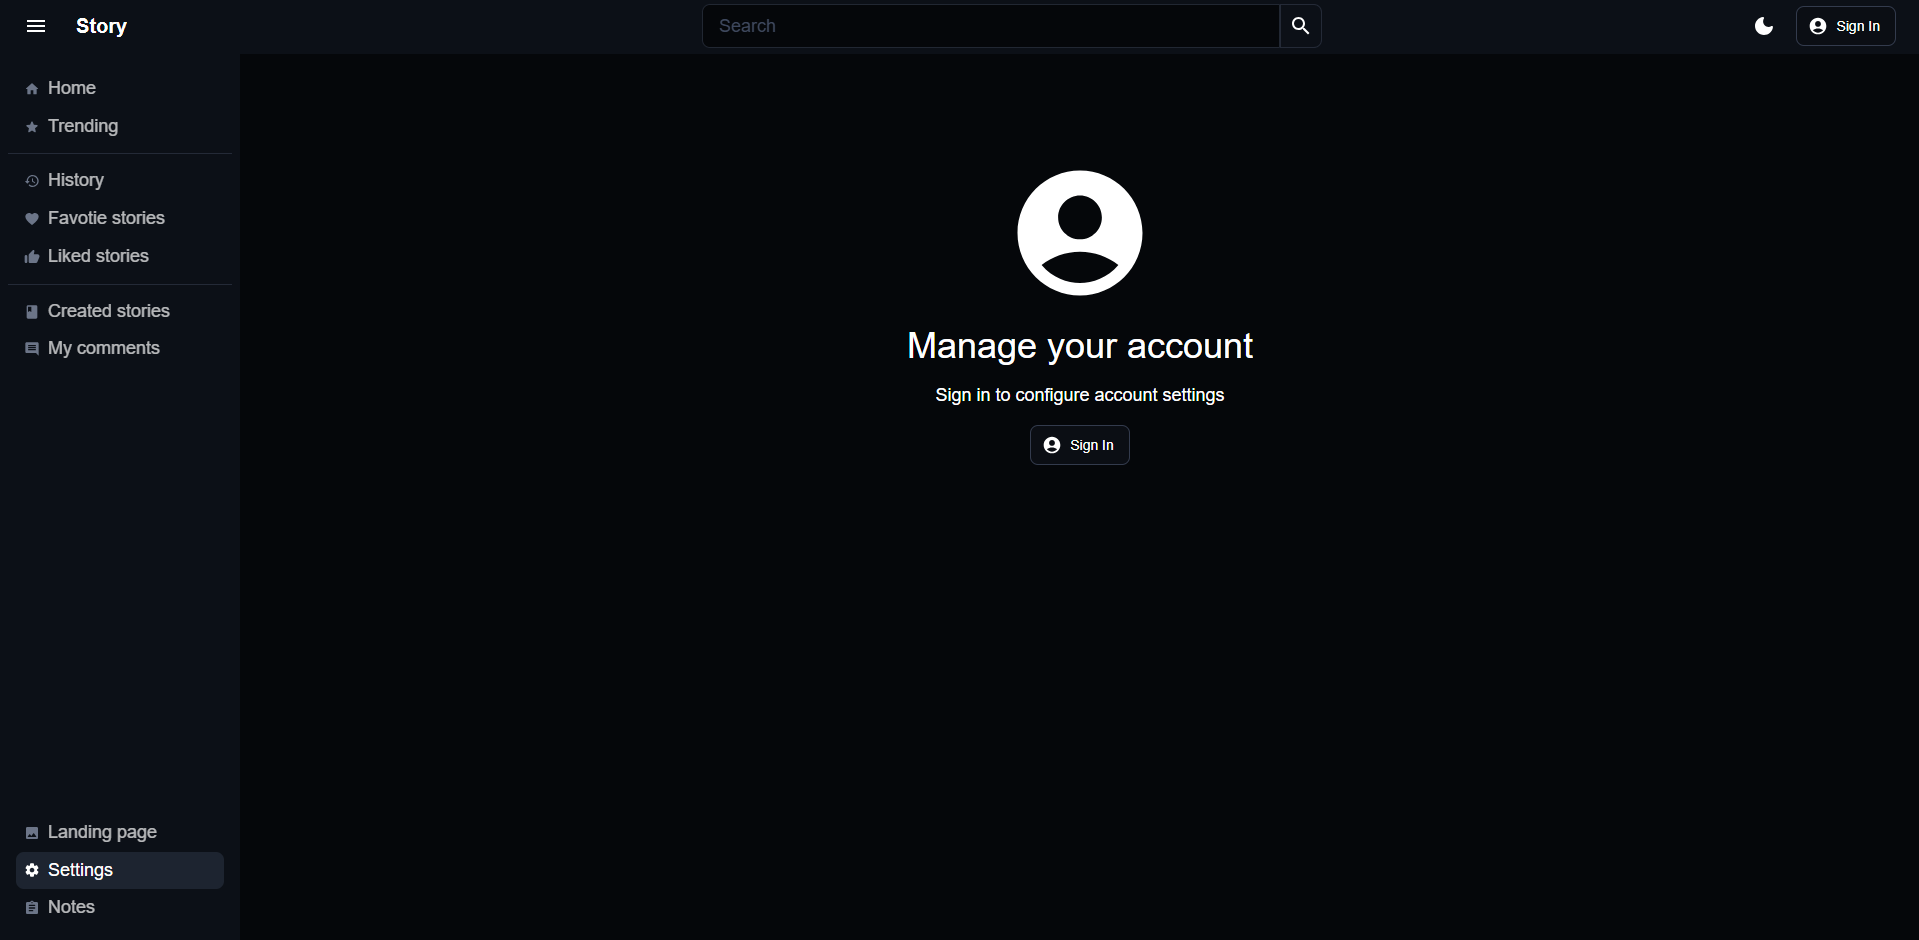 Story
Search
Sign In
Home
Trending
History
Favotie stories
Liked stories
Created stories
My comments
Manage your account
Sign in to configure account settings
Sign In
Landing page
Settings
Notes